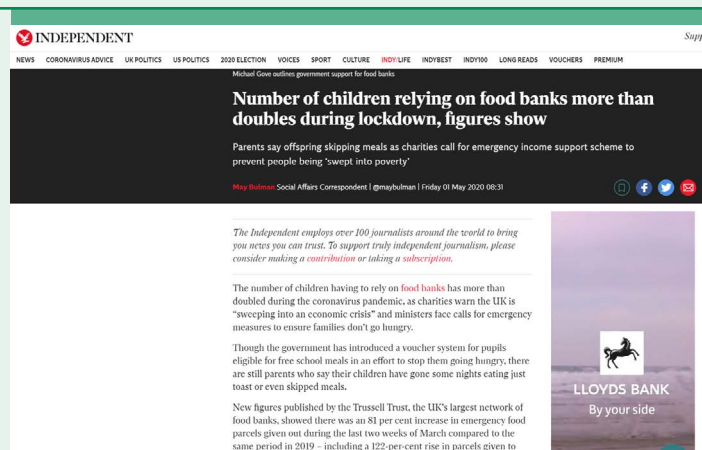 INDEPENDENT
Supp
NEWS CORONAVIRUS ADVICE UK POLITICS US POLITICS 2020 ELECTION VOICES SPORT CULTURE INDY/LIFE INDYBEST INDY100 LONG READS VOUCHERS PREMIUM
Michael Gove outlines government support for food banks
Number of children relying on food banks more than
doubles during lockdown, figures show
Parents say offspring skipping meals as charities call for emergency income support scheme to
prevent people being ‘swept into poverty’
May Bulman Social Affairs Correspondent | @maybulman | Friday 01 May 2020 08:31
The Independent employs over 100 journalists around the world to bring
you news you can trust. To support truly independent journalism, please
consider making a contribution or taking a subscription.
The number of children having to rely on food banks has more than
doubled during the coronavirus pandemic, as charities warn the UK is
“sweeping into an economic crisis” and ministers face calls for emergency
measures to ensure families don’t go hungry.
Though the government has introduced a voucher system for pupils
eligible for free school meals in an effort to stop them going hungry, there
are still parents who say their children have gone some nights eating just
toast or even skipped meals.
New figures published by the Trussell Trust, the UK’s largest network of
food banks, showed there was an 81 per cent increase in emergency food
parcels given out during the last two weeks of March compared to the
same period in 2019 – including a 122-per-cent rise in parcels given to
LLOYDS BANK
By your side